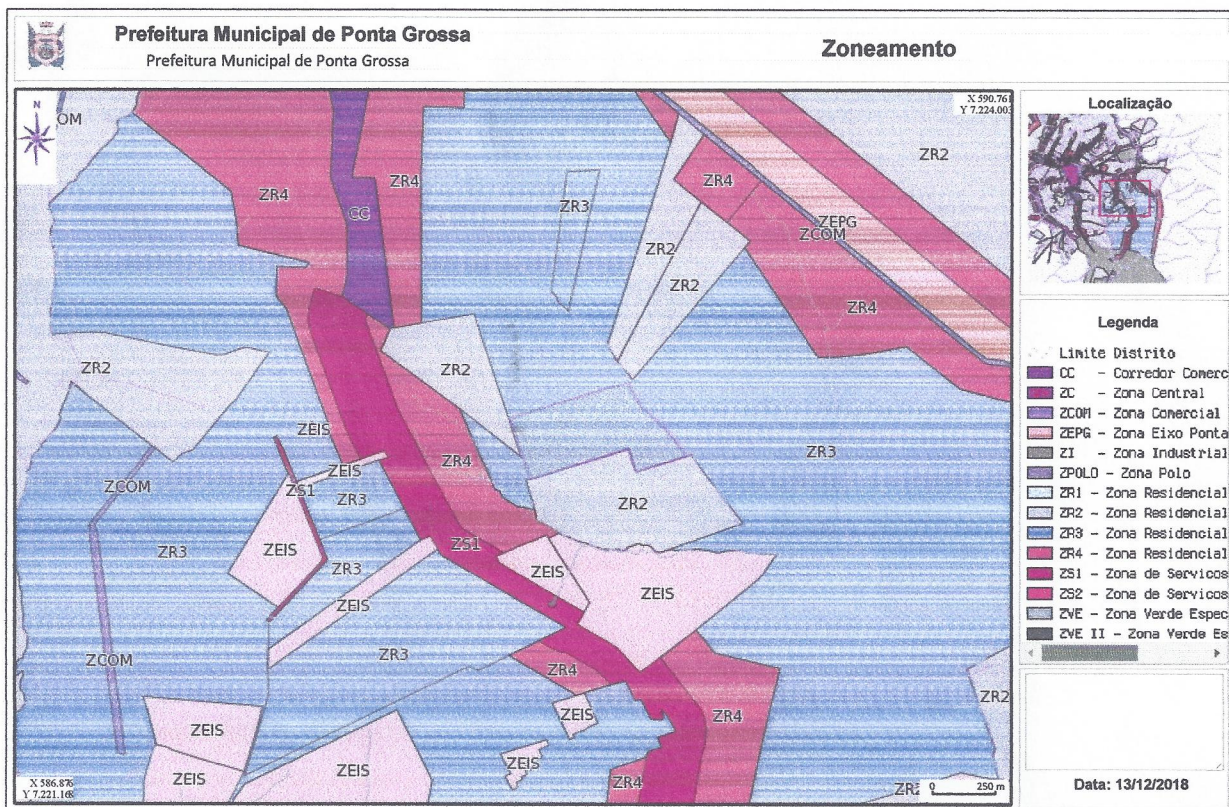 Prefeitura Municipal de Ponta Grossa
Prefeitura Municipal de Ponta Grossa
Zoneamento
N
X 590.761
Y 7.224.003
OM
ZR4
ZR4
CC
ZR3
ZR4
ZR2
ZEPG
ZCOM
ZR2
ZR2
ZR4
ZR2
ZR2
ZEIS
ZEIS
ZR4
ZR3
ZCOM
ZS1
ZR3
ZR2
ZR3
ZEIS
ZS1
ZR3
ZEIS
ZEIS
ZEIS
ZCOM
ZR3
ZR4
ZR2
ZEIS
ZR4
ZEIS
ZEIS
ZEIS
ZEIS
ZR4
ZR2
X 586.876
Y 7.221.168
0 250 m
Localização
Legenda
Limite Distrito
CC - Corredor Comerc
ZC - Zona Central
ZCOM - Zona Comercial
ZEPG - Zona Eixo Ponta
ZI - Zona Industrial
ZPOLO - Zona Polo
ZR1 - Zona Residencial
ZR2 - Zona Residencial
ZR3 - Zona Residencial
ZR4 - Zona Residencial
ZS1 - Zona de Servicos
ZS2 - Zona de Servicos
ZVE - Zona Verde Espec
ZVE II - Zona Verde Es
Data: 13/12/2018